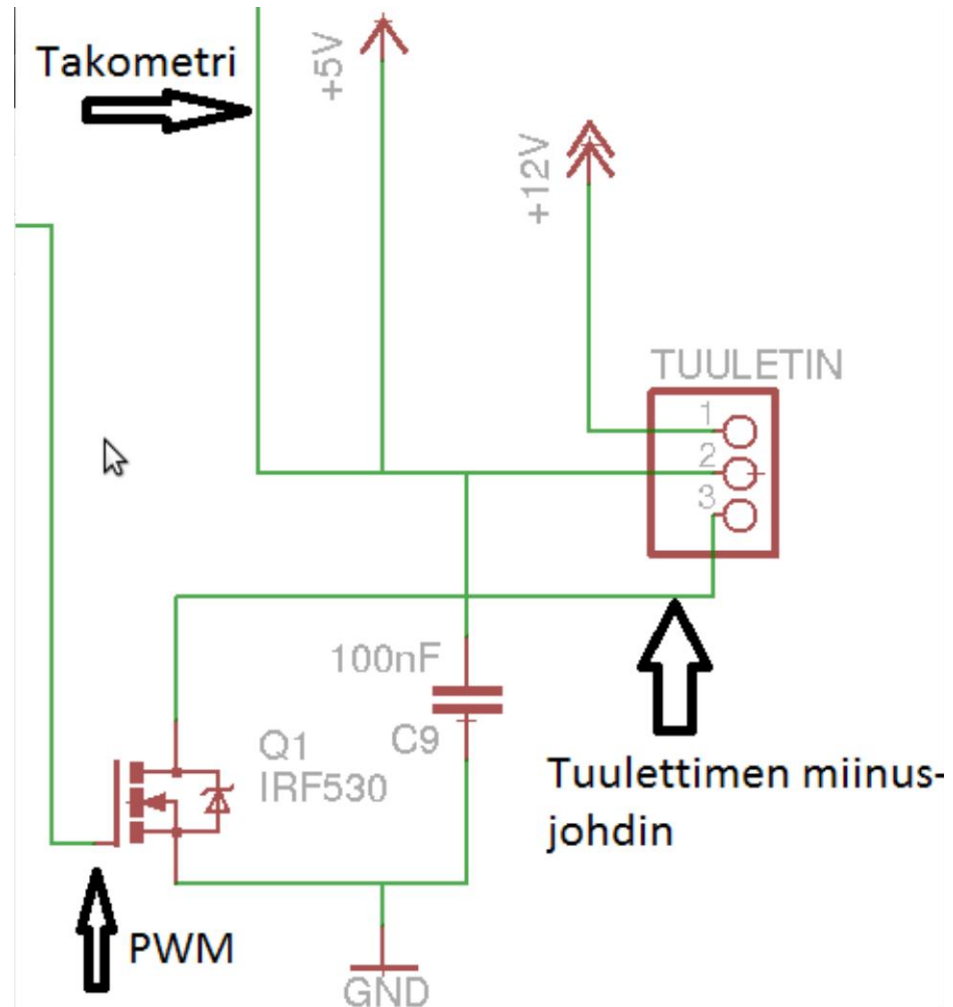 Takometri
+5V
+12V
TUULETIN
1
2
3
100nF
C9
Q1
IRF530
Tuulettimen miinus-
johdin
PWM
GND